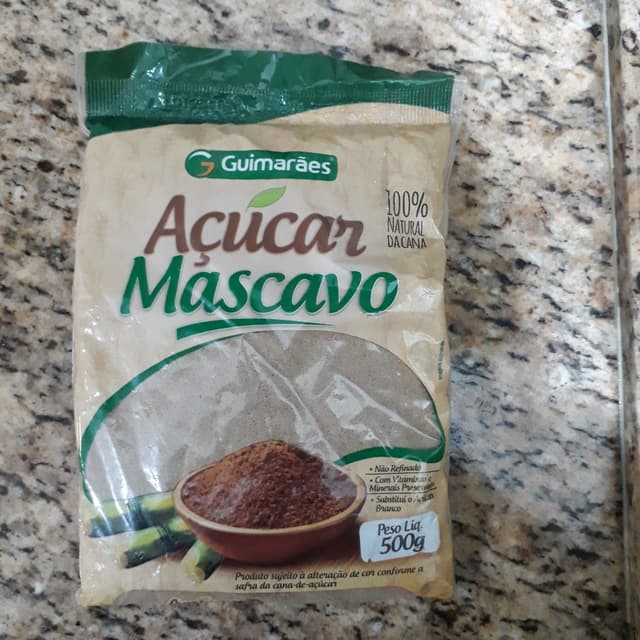 Guimarães
Açúcar
Mascavo
100%
NATURAL
DA CANA
• Não Refinado
• Com Vitaminas e
Minerais
• Substitui o Açúcar
Branco
Peso Líq.
500g
Produto sujeito à alteração de cor conforme a
safra da cana-de-açúcar